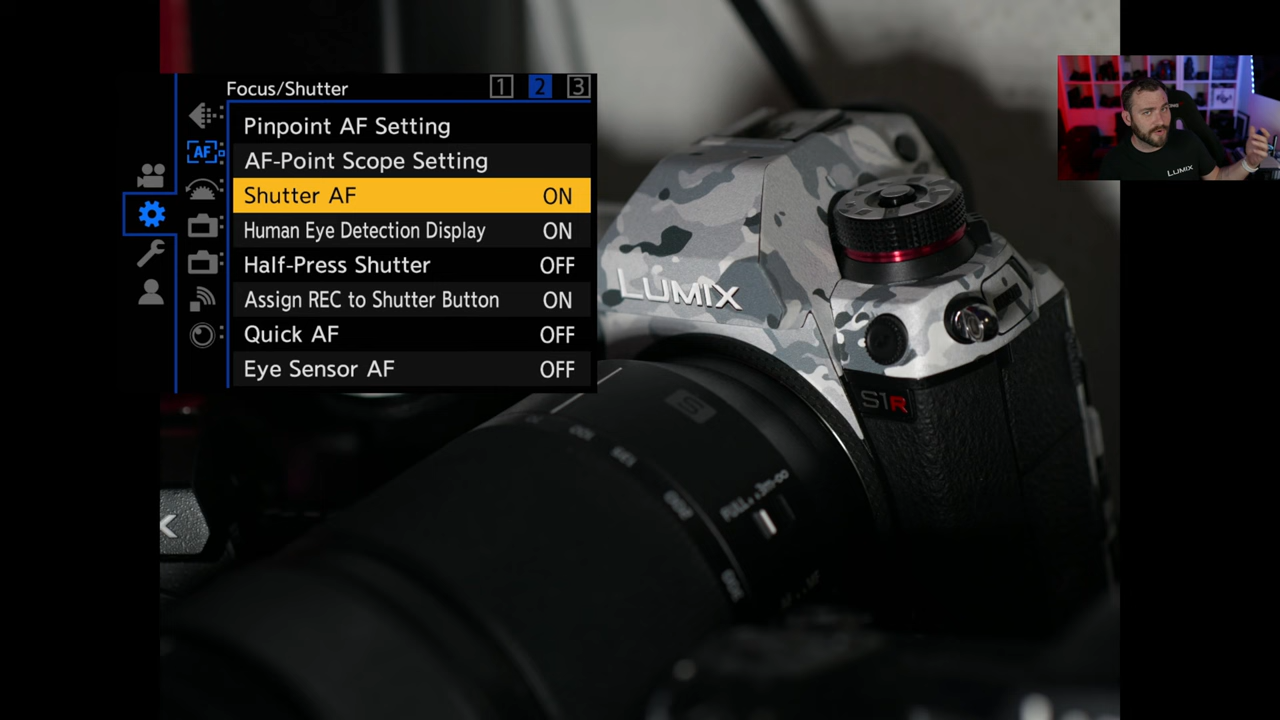 Focus/Shutter
1 2 3
Pinpoint AF Setting
AF-Point Scope Setting
Shutter AF ON
Human Eye Detection Display ON
Half-Press Shutter OFF
Assign REC to Shutter Button ON
Quick AF OFF
Eye Sensor AF OFF
AF
LUMIX
LUMIX
S1R
S
FULL